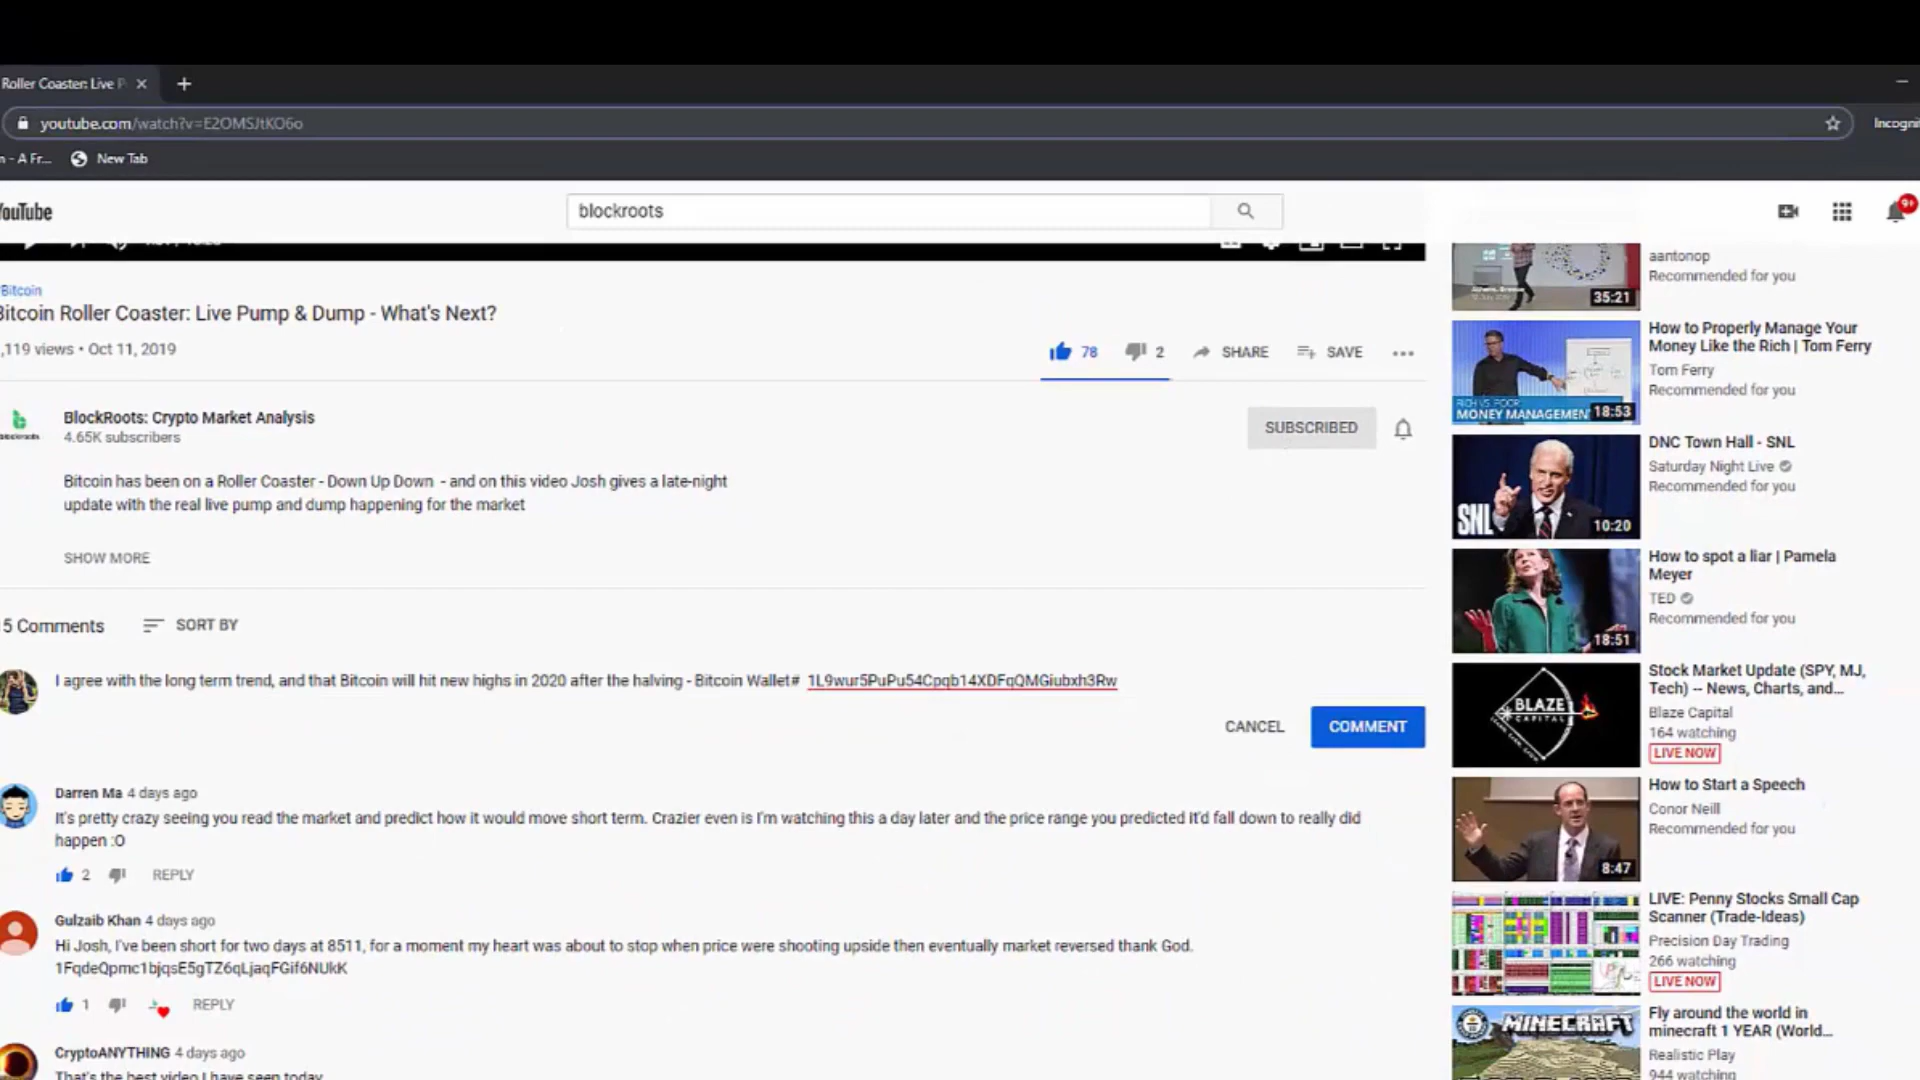 Roller Coaster: Live P
youtube.com/watch?v=E2OMSJtKO6o
Incogni
n - A Fr...
New Tab
YouTube
blockroots
9+
Bitcoin
Bitcoin Roller Coaster: Live Pump & Dump - What's Next?
,119 views • Oct 11, 2019
78
2
SHARE
SAVE
BlockRoots: Crypto Market Analysis
4.65K subscribers
SUBSCRIBED
Bitcoin has been on a Roller Coaster - Down Up Down - and on this video Josh gives a late-night
update with the real live pump and dump happening for the market
SHOW MORE
5 Comments
SORT BY
I agree with the long term trend, and that Bitcoin will hit new highs in 2020 after the halving - Bitcoin Wallet# 1L9wur5PuPu54Cpqb14XDFqQMGiubxh3Rw
CANCEL
COMMENT
Darren Ma 4 days ago
It's pretty crazy seeing you read the market and predict how it would move short term. Crazier even is I'm watching this a day later and the price range you predicted it'd fall down to really did
happen :O
2
REPLY
Gulzaib Khan 4 days ago
Hi Josh, I've been short for two days at 8511, for a moment my heart was about to stop when price were shooting upside then eventually market reversed thank God.
1FqdeQpmc1bjqsE5gTZ6qLjaqFGif6NUkK
1
REPLY
CryptoANYTHING 4 days ago
That's the best video I have seen today
35:21
aantonop
Recommended for you
RICH VS. POOR:
MONEY MANAGEMEN
18:53
How to Properly Manage Your
Money Like the Rich | Tom Ferry
Tom Ferry
Recommended for you
SNL
10:20
DNC Town Hall - SNL
Saturday Night Live
Recommended for you
18:51
How to spot a liar | Pamela
Meyer
TED
Recommended for you
BLAZE
CAPITAL
Stock Market Update (SPY, MJ,
Tech) -- News, Charts, and...
Blaze Capital
164 watching
LIVE NOW
8:47
How to Start a Speech
Conor Neill
Recommended for you
LIVE: Penny Stocks Small Cap
Scanner (Trade-Ideas)
Precision Day Trading
266 watching
LIVE NOW
MINECRAFT
Fly around the world in
minecraft 1 YEAR (World...
Realistic Play
944 watching